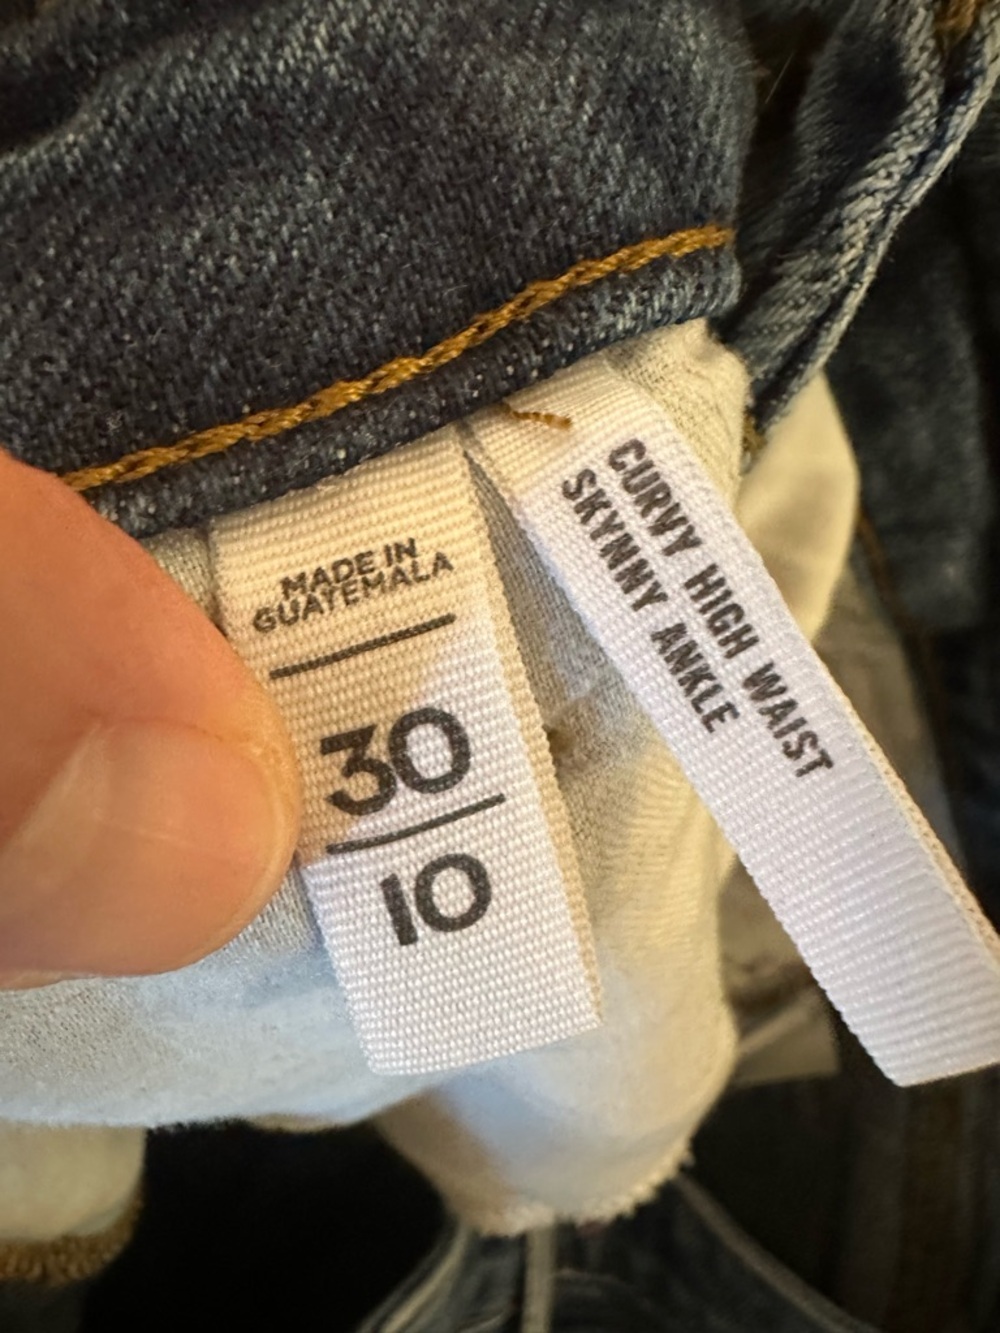 MADE IN
GUATEMALA
30
10
CURVY HIGH WAIST
SKYNNY ANKLE